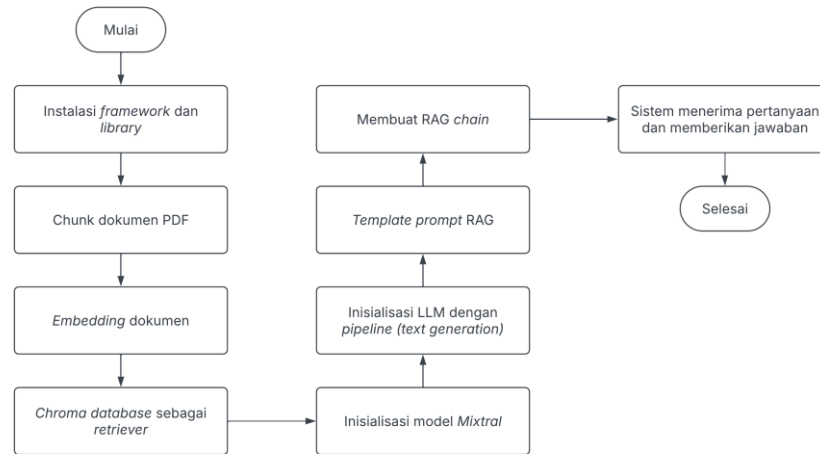 Mulai
Instalasi framework dan
library
Chunk dokumen PDF
Embedding dokumen
Chroma database sebagai
retriever
Inisialisasi model Mixtral
Inisialisasi LLM dengan
pipeline (text generation)
Template prompt RAG
Membuat RAG chain
Sistem menerima pertanyaan
dan memberikan jawaban
Selesai